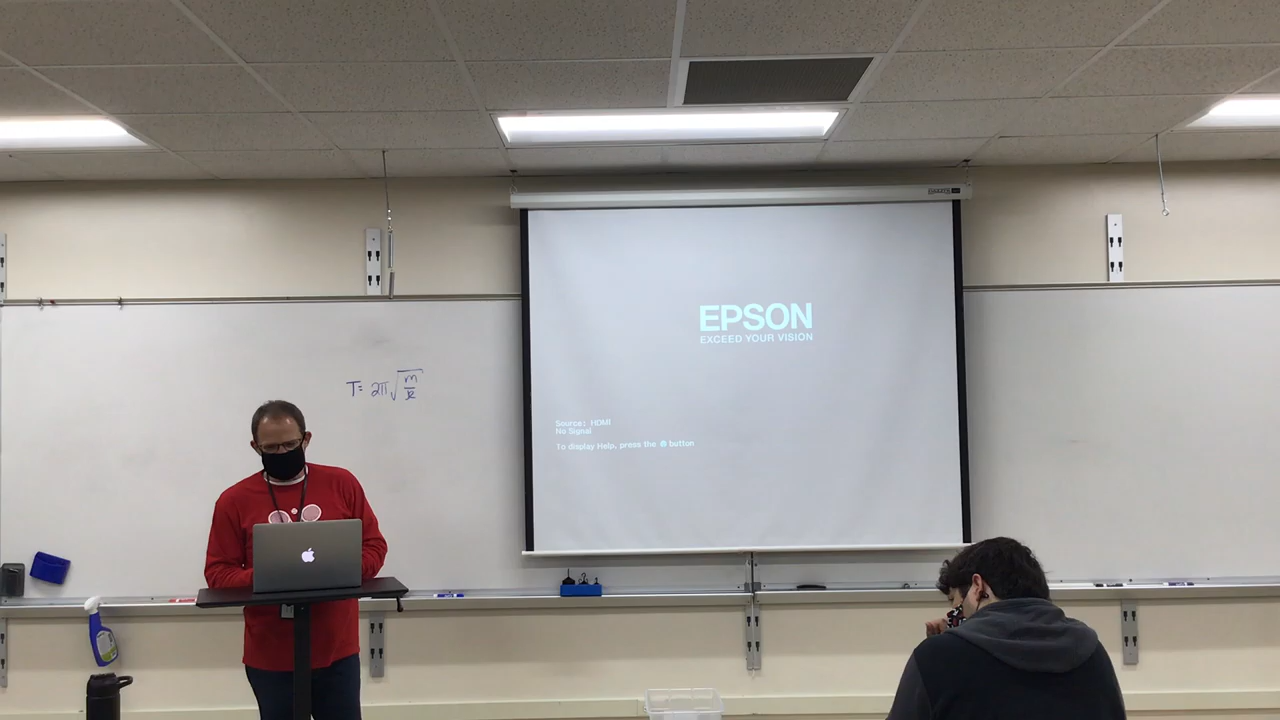 EPSON
EXCEED YOUR VISION
T= 2π√m/k
Source: HDMI
No Signal
To display Help, press the button